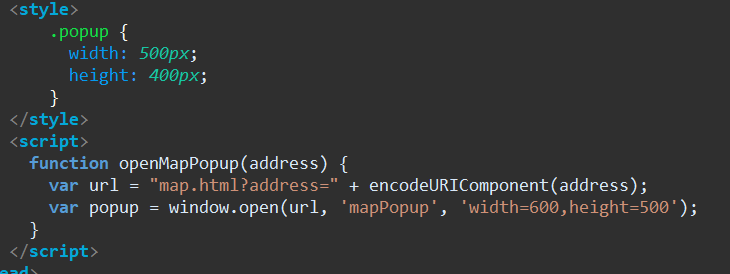 <style>
.popup {
width: 500px;
height: 400px;
}
</style>
<script>
function openMapPopup(address) {
var url = "map.html?address=" + encodeURIComponent(address);
var popup = window.open(url, 'mapPopup', 'width=600,height=500');
}
</script>
ead>